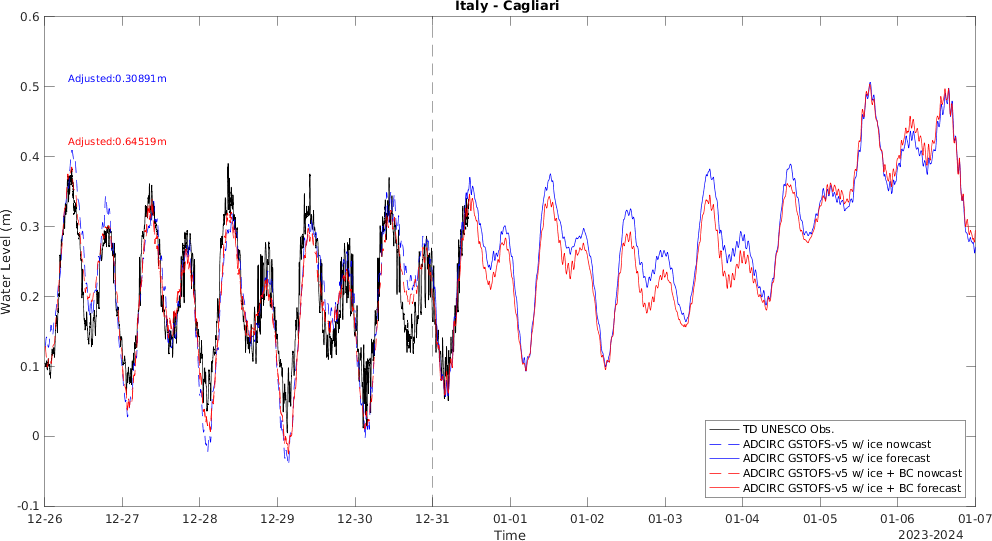 Italy - Cagliari
0.6
0.5
0.4
0.3
0.2
0.1
0
-0.1
Water Level (m)
Adjusted:0.30891m
Adjusted:0.64519m
TD UNESCO Obs.
ADCIRC GSTOFS-v5 w/ ice nowcast
ADCIRC GSTOFS-v5 w/ ice forecast
ADCIRC GSTOFS-v5 w/ ice + BC nowcast
ADCIRC GSTOFS-v5 w/ ice + BC forecast
12-26 12-27 12-28 12-29 12-30 12-31 01-01 01-02 01-03 01-04 01-05 01-06 01-07
Time
2023-2024